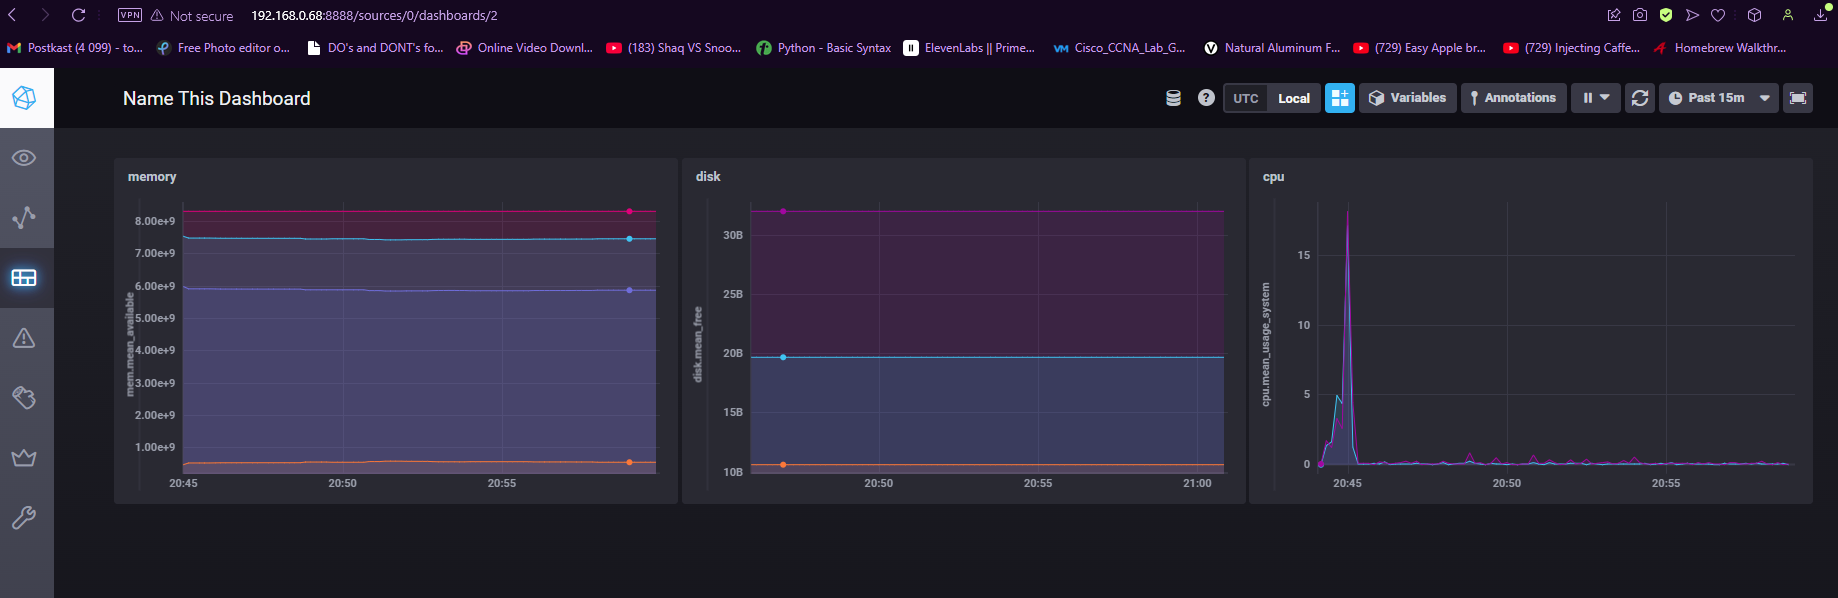 VPN Not secure 192.168.0.68:8888/sources/0/dashboards/2
Postkast (4 099) - to... Free Photo editor o... DO's and DONT's fo... Online Video Downl... (183) Shaq VS Snoo... Python - Basic Syntax ElevenLabs || Prime... Cisco_CCNA_Lab_G... Natural Aluminum F... (729) Easy Apple br... (729) Injecting Caffe... Homebrew Walkthr...
Name This Dashboard UTC Local Variables Annotations Past 15m
memory
mem.mean_available
8.00e+9
7.00e+9
6.00e+9
5.00e+9
4.00e+9
3.00e+9
2.00e+9
1.00e+9
20:45 20:50 20:55
disk
disk.mean_free
30B
25B
20B
15B
10B
20:50 20:55 21:00
cpu
cpu.mean_usage_system
15
10
5
0
20:45 20:50 20:55